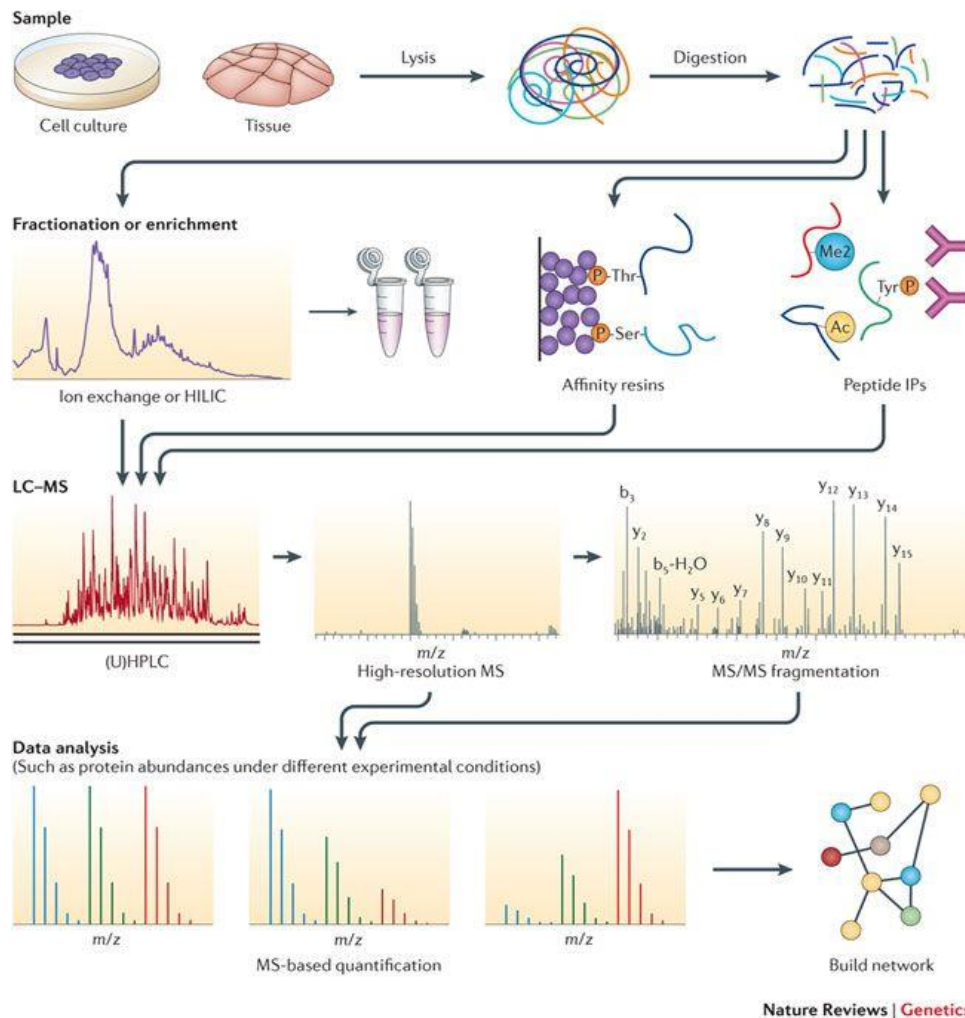 Sample
Lysis
Digestion
Cell culture
Tissue
Fractionation or enrichment
Me2
P Thr
Tyr P
P Ser
Ac
Ion exchange or HILIC
Affinity resins
Peptide IPs
LC–MS
b3
y2
b5-H2O
y5
y6
y7
y8
y9
y10
y11
y12
y13
y14
y15
(U)HPLC
m/z
High-resolution MS
m/z
MS/MS fragmentation
Data analysis
(Such as protein abundances under different experimental conditions)
m/z
m/z
m/z
MS-based quantification
Build network
Nature Reviews | Genetics